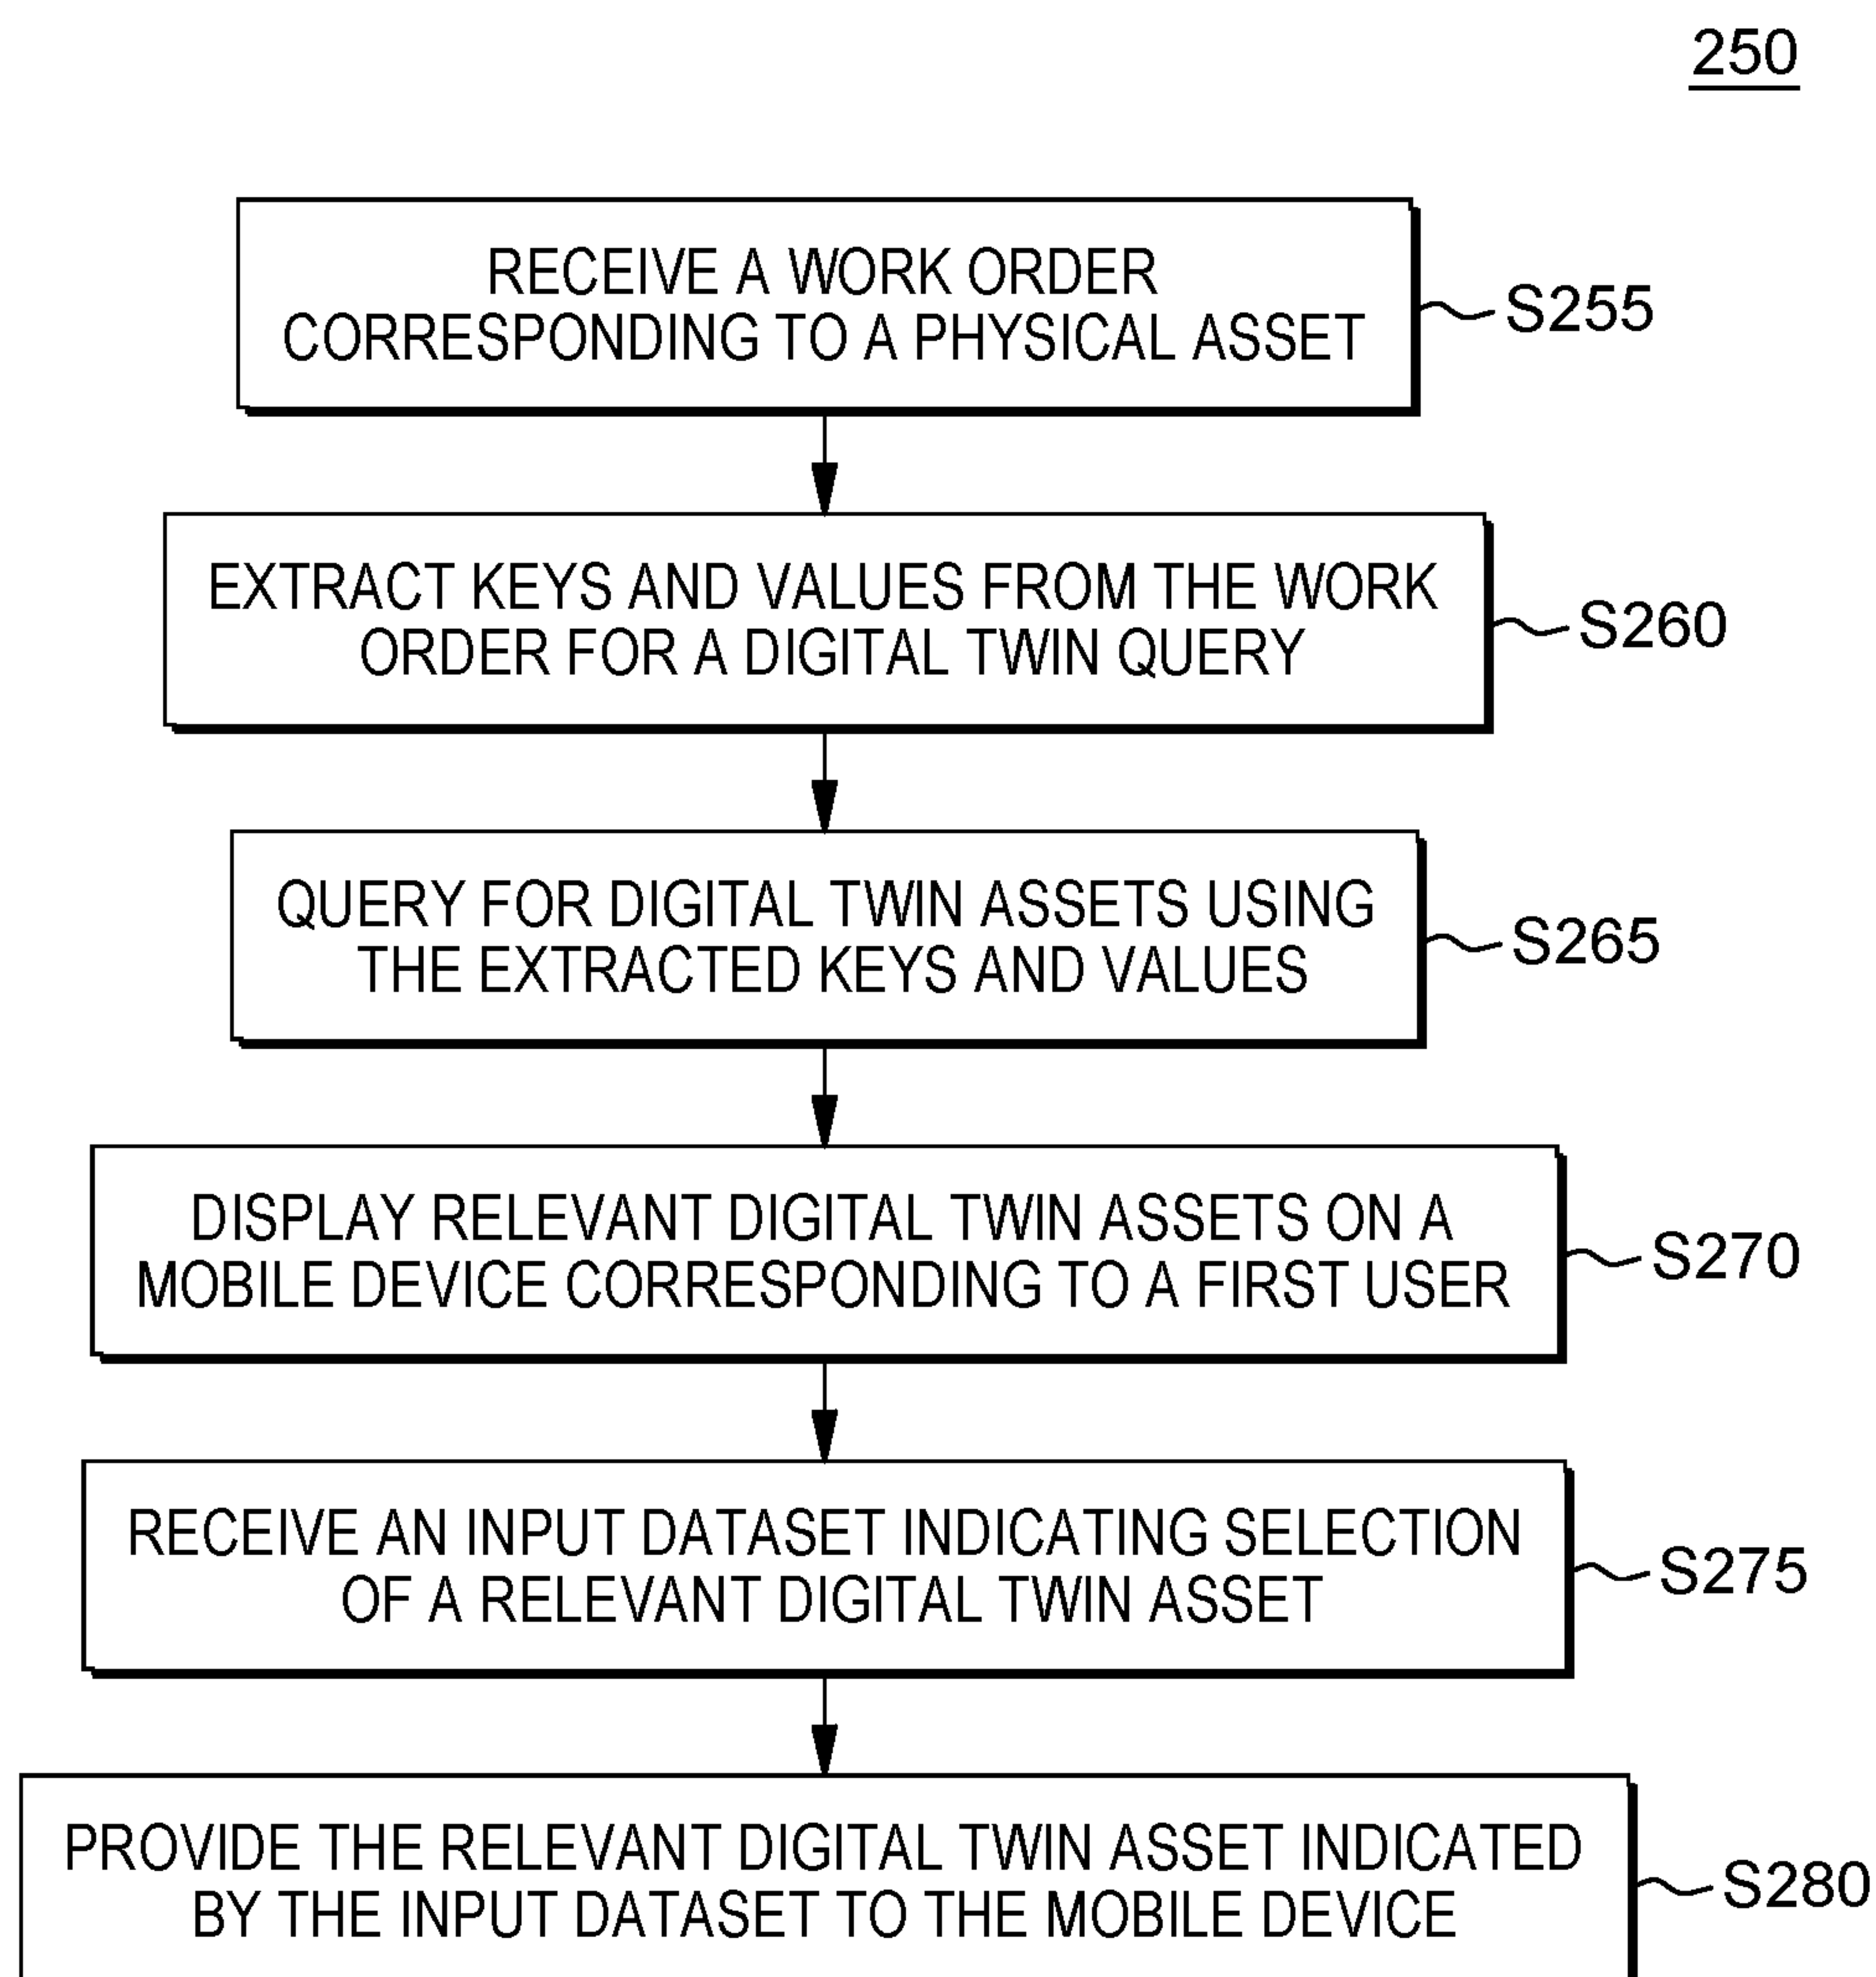 250
RECEIVE A WORK ORDER
CORRESPONDING TO A PHYSICAL ASSET
S255
EXTRACT KEYS AND VALUES FROM THE WORK
ORDER FOR A DIGITAL TWIN QUERY
S260
QUERY FOR DIGITAL TWIN ASSETS USING
THE EXTRACTED KEYS AND VALUES
S265
DISPLAY RELEVANT DIGITAL TWIN ASSETS ON A
MOBILE DEVICE CORRESPONDING TO A FIRST USER
S270
RECEIVE AN INPUT DATASET INDICATING SELECTION
OF A RELEVANT DIGITAL TWIN ASSET
S275
PROVIDE THE RELEVANT DIGITAL TWIN ASSET INDICATED
BY THE INPUT DATASET TO THE MOBILE DEVICE
S280